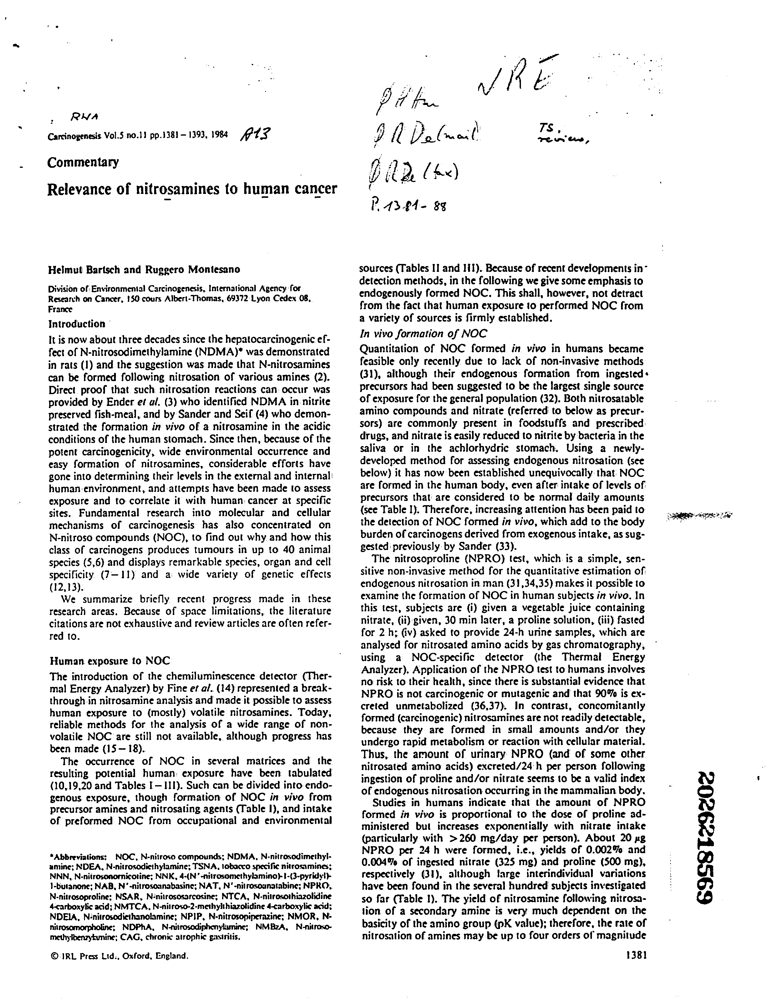 RNA
Carcinogenesis Vol.5 no.11 pp.1381–1393, 1984 A13
Commentary
Relevance of nitrosamines to human cancer
NRE
TS.
reviews,
P. 1381 - 88
Helmut Bartsch and Ruggero Montesano
Division of Environmental Carcinogenesis, International Agency for
Research on Cancer, 150 cours Albert-Thomas, 69372 Lyon Cedex 08,
France
Introduction
It is now about three decades since the hepatocarcinogenic ef-
fect of N-nitrosodimethylamine (NDMA)* was demonstrated
in rats (1) and the suggestion was made that N-nitrosamines
can be formed following nitrosation of various amines (2).
Direct proof that such nitrosation reactions can occur was
provided by Ender et al. (3) who identified NDMA in nitrite
preserved fish-meal, and by Sander and Seif (4) who demon-
strated the formation in vivo of a nitrosamine in the acidic
conditions of the human stomach. Since then, because of the
potent carcinogenicity, wide environmental occurrence and
easy formation of nitrosamines, considerable efforts have
gone into determining their levels in the external and internal
human environment, and attempts have been made to assess
exposure and to correlate it with human cancer at specific
sites. Fundamental research into molecular and cellular
mechanisms of carcinogenesis has also concentrated on
N-nitroso compounds (NOC), to find out why and how this
class of carcinogens produces tumours in up to 40 animal
species (5,6) and displays remarkable species, organ and cell
specificity (7–11) and a wide variety of genetic effects
(12,13).
We summarize briefly recent progress made in these
research areas. Because of space limitations, the literature
citations are not exhaustive and review articles are often refer-
red to.
Human exposure to NOC
The introduction of the chemiluminescence detector (Ther-
mal Energy Analyzer) by Fine et al. (14) represented a break-
through in nitrosamine analysis and made it possible to assess
human exposure to (mostly) volatile nitrosamines. Today,
reliable methods for the analysis of a wide range of non-
volatile NOC are still not available, although progress has
been made (15–18).
The occurrence of NOC in several matrices and the
resulting potential human exposure have been tabulated
(10,19,20 and Tables I–III). Such can be divided into endo-
genous exposure, though formation of NOC in vivo from
precursor amines and nitrosating agents (Table I), and intake
of preformed NOC from occupational and environmental
*Abbreviations: NOC, N-nitroso compounds; NDMA, N-nitrosodimethyl-
amine; NDEA, N-nitrosodiethylamine; TSNA, tobacco specific nitrosamines;
NNN, N-nitrosonornicotine; NNK, 4-(N'-nitrosomethylamino)-1-(3-pyridyl)-
1-butanone; NAB, N'-nitrosoanabasine; NAT, N'-nitrosoanatabine; NPRO,
N-nitrosoproline; NSAR, N-nitrososarcosine; NTCA, N-nitrosothiazolidine
4-carboxylic acid; NMTCA, N-nitroso-2-methylthiazolidine 4-carboxylic acid;
NDEIA, N-nitrosodiethanolamine; NPIP, N-nitrosopiperazine; NMOR, N-
nitrosomorpholine; NDPhA, N-nitrosodiphenylamine; NMBzA, N-nitroso-
methylbenzylamine; CAG, chronic atrophic gastritis.
© IRL Press Ltd., Oxford, England.
sources (Tables II and III). Because of recent developments in
detection methods, in the following we give some emphasis to
endogenously formed NOC. This shall, however, not detract
from the fact that human exposure to performed NOC from
a variety of sources is firmly established.
In vivo formation of NOC
Quantitation of NOC formed in vivo in humans became
feasible only recently due to lack of non-invasive methods
(31), although their endogenous formation from ingested
precursors had been suggested to be the largest single source
of exposure for the general population (32). Both nitrosatable
amino compounds and nitrate (referred to below as precur-
sors) are commonly present in foodstuffs and prescribed
drugs, and nitrate is easily reduced to nitrite by bacteria in the
saliva or in the achlorhydric stomach. Using a newly-
developed method for assessing endogenous nitrosation (see
below) it has now been established unequivocally that NOC
are formed in the human body, even after intake of levels of
precursors that are considered to be normal daily amounts
(see Table I). Therefore, increasing attention has been paid to
the detection of NOC formed in vivo, which add to the body
burden of carcinogens derived from exogenous intake, as sug-
gested previously by Sander (33).
The nitrosoproline (NPRO) test, which is a simple, sen-
sitive non-invasive method for the quantitative estimation of
endogenous nitrosation in man (31,34,35) makes it possible to
examine the formation of NOC in human subjects in vivo. In
this test, subjects are (i) given a vegetable juice containing
nitrate, (ii) given, 30 min later, a proline solution, (iii) fasted
for 2 h; (iv) asked to provide 24-h urine samples, which are
analysed for nitrosated amino acids by gas chromatography,
using a NOC-specific detector (the Thermal Energy
Analyzer). Application of the NPRO test to humans involves
no risk to their health, since there is substantial evidence that
NPRO is not carcinogenic or mutagenic and that 90% is ex-
creted unmetabolized (36,37). In contrast, concomitantly
formed (carcinogenic) nitrosamines are not readily detectable,
because they are formed in small amounts and/or they
undergo rapid metabolism or reaction with cellular material.
Thus, the amount of urinary NPRO (and of some other
nitrosated amino acids) excreted/24 h per person following
ingestion of proline and/or nitrate seems to be a valid index
of endogenous nitrosation occurring in the mammalian body.
Studies in humans indicate that the amount of NPRO
formed in vivo is proportional to the dose of proline ad-
ministered but increases exponentially with nitrate intake
(particularly with >260 mg/day per person). About 20 µg
NPRO per 24 h were formed, i.e., yields of 0.002% and
0.004% of ingested nitrate (325 mg) and proline (500 mg),
respectively (31), although large interindividual variations
have been found in the several hundred subjects investigated
so far (Table I). The yield of nitrosamine following nitrosa-
tion of a secondary amine is very much dependent on the
basicity of the amino group (pK value); therefore, the rate of
nitrosation of amines may be up to four orders of magnitude
1381
2026218569